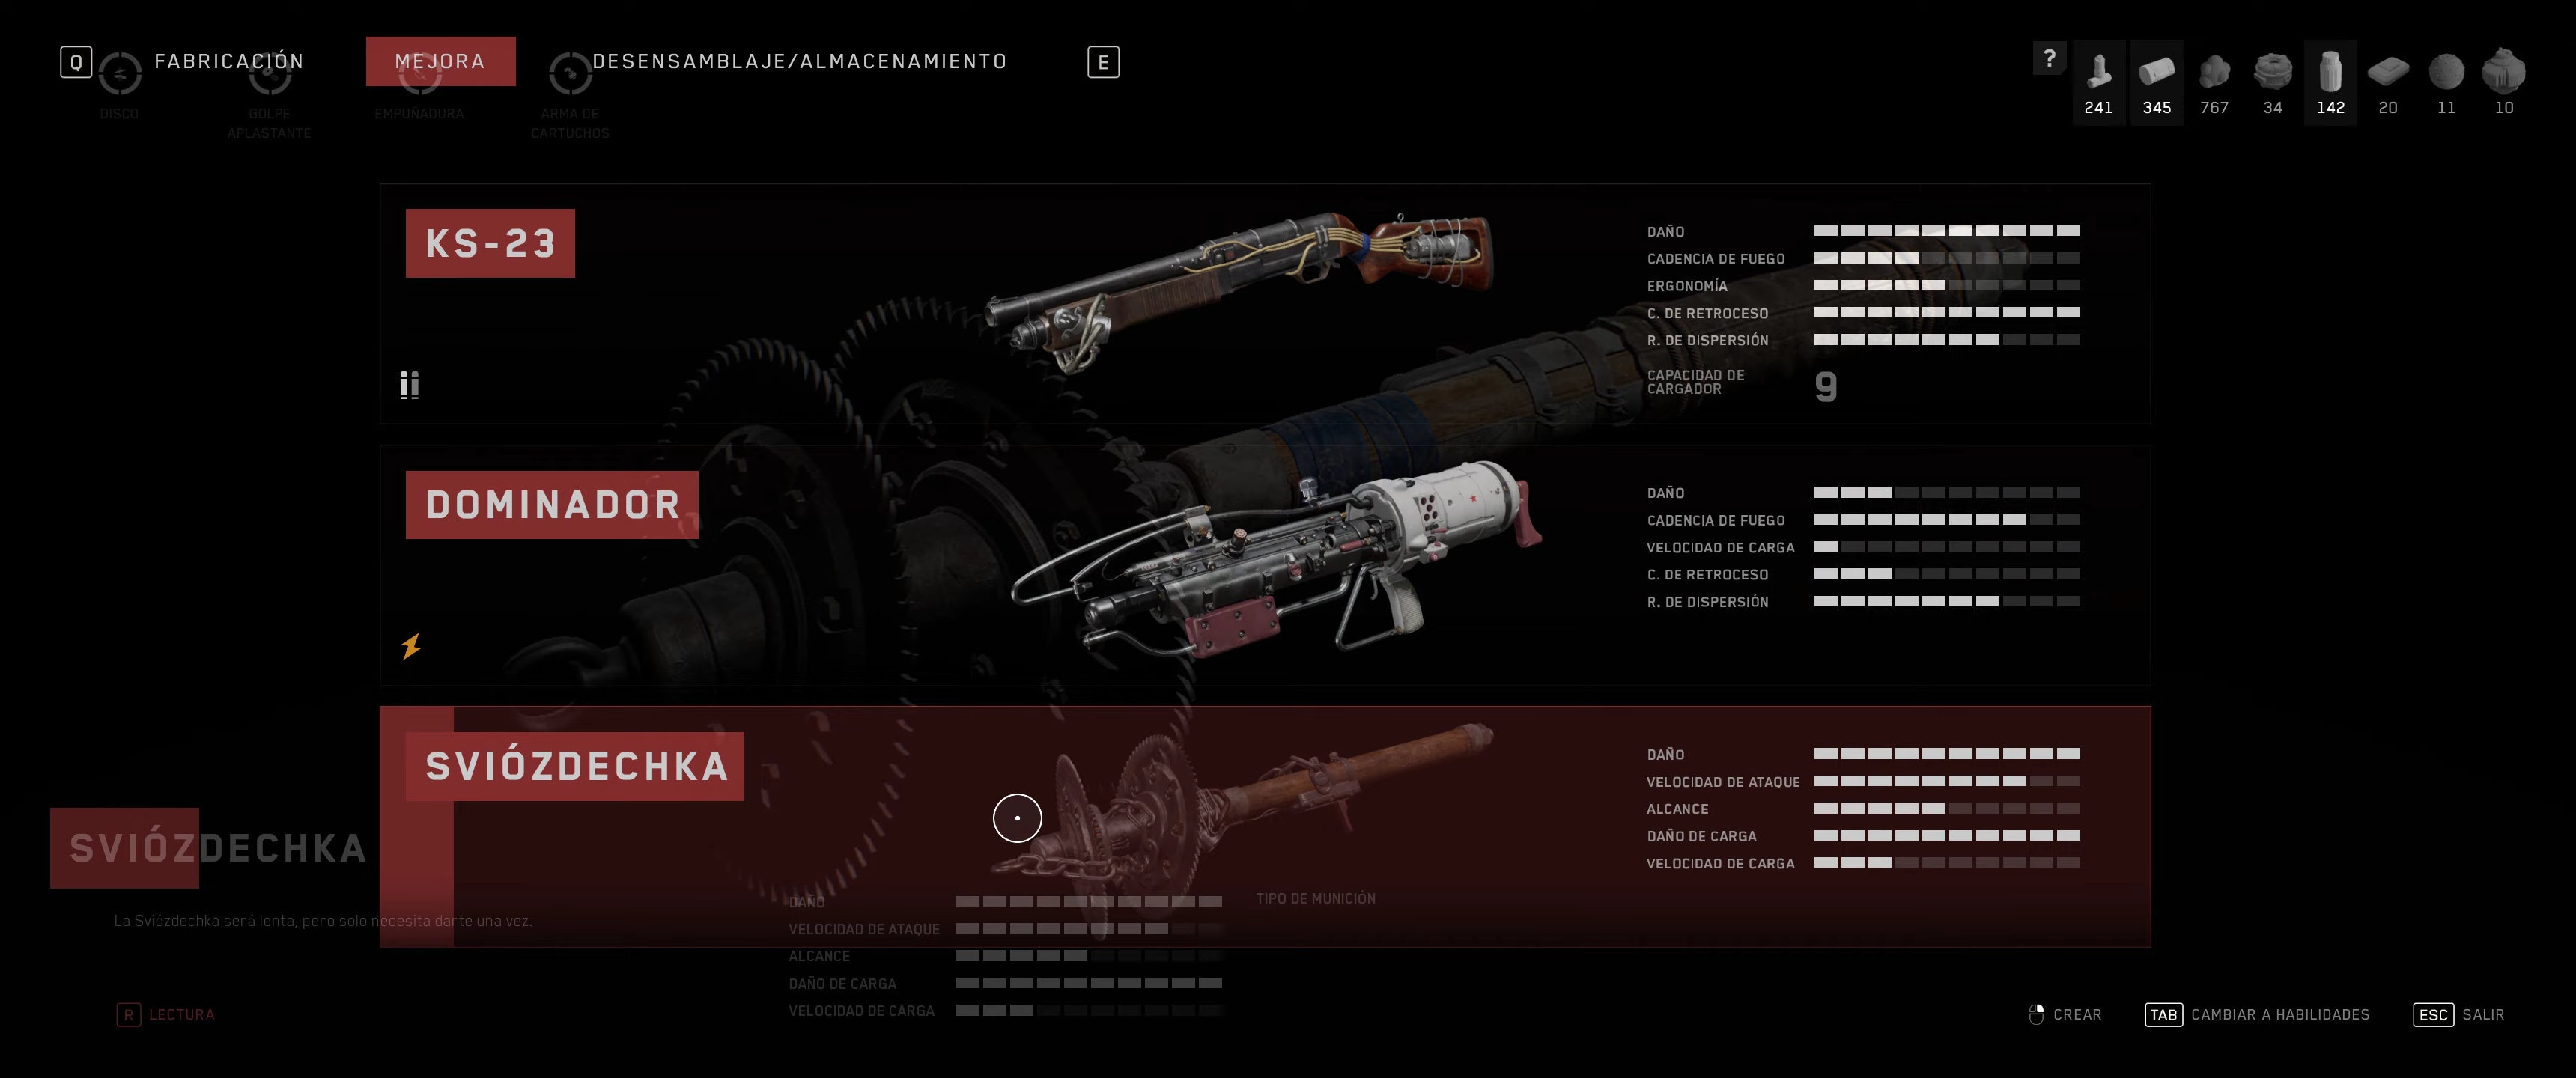 Q
FABRICACIÓN
MEJORA
DESENSAMBLAJE/ALMACENAMIENTO
E
?
241
345
767
34
142
20
11
10
DISCO
GOLPE
APLASTANTE
EMPUÑADURA
ARMA DE
CARTUCHOS
KS-23
DAÑO
CADENCIA DE FUEGO
ERGONOMÍA
C. DE RETROCESO
R. DE DISPERSIÓN
CAPACIDAD DE
CARGADOR
9
DOMINADOR
DAÑO
CADENCIA DE FUEGO
VELOCIDAD DE CARGA
C. DE RETROCESO
R. DE DISPERSIÓN
SVIÓZDECHKA
DAÑO
VELOCIDAD DE ATAQUE
ALCANCE
DAÑO DE CARGA
VELOCIDAD DE CARGA
SVIÓZDECHKA
La Sviózdechka será lenta, pero solo necesita darte una vez.
DAÑO
VELOCIDAD DE ATAQUE
ALCANCE
DAÑO DE CARGA
VELOCIDAD DE CARGA
TIPO DE MUNICIÓN
R LECTURA
CREAR
TAB CAMBIAR A HABILIDADES
ESC SALIR